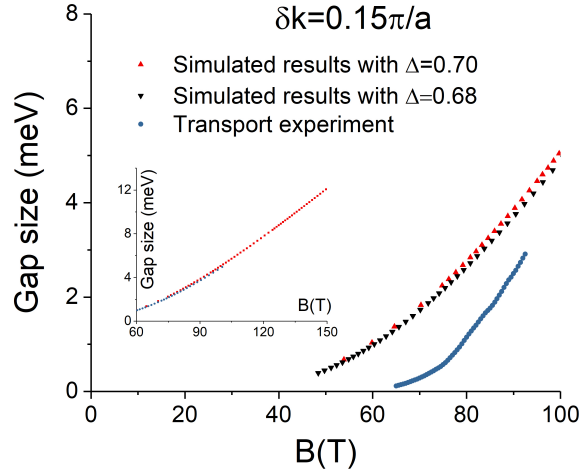 δk=0.15π/a
Simulated results with Δ=0.70
Simulated results with Δ=0.68
Transport experiment
Gap size (meV)
8
6
4
2
0
0 20 40 60 80 100
B(T)
Gap size (meV)
12
8
4
0
60 90 120 150
B(T)